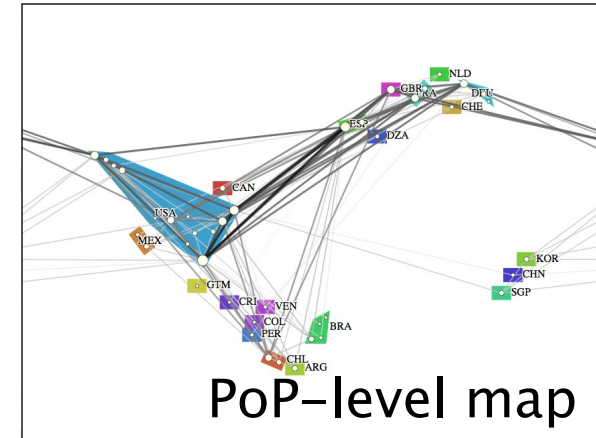 NLD
GBR
DEU
CHE
ESP
DZA
CAN
USA
MEX
KOR
CHN
GTM
SGP
CRI
VEN
COL
BRA
PER
CHL
ARG
PoP-level map